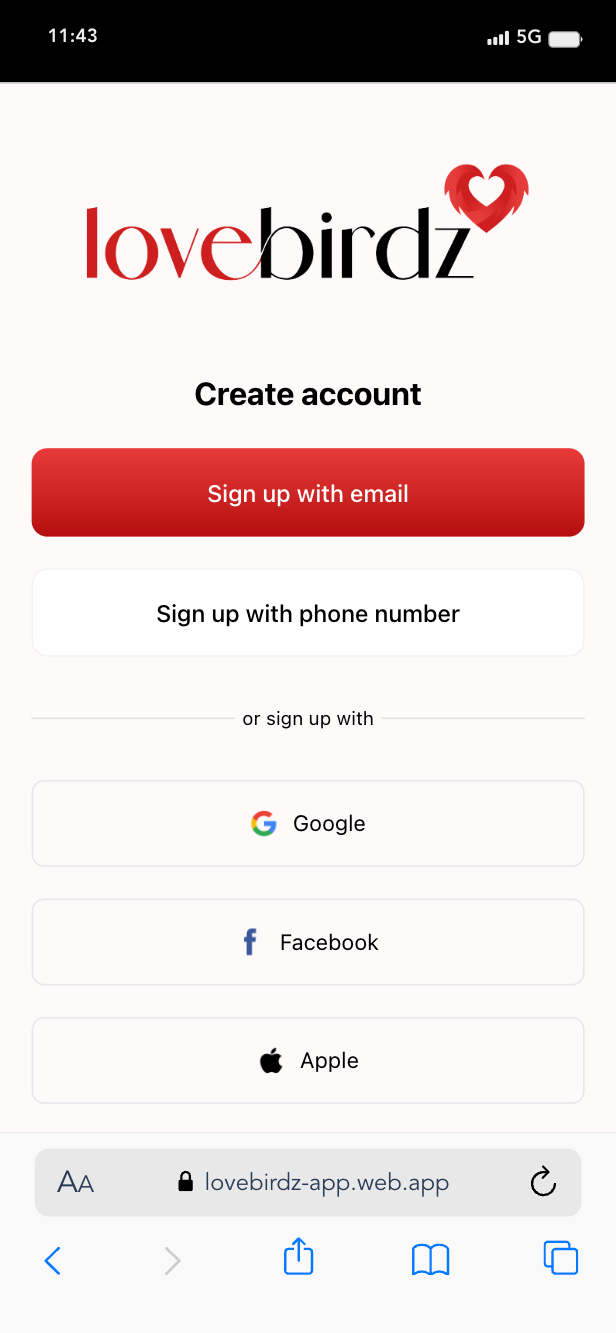 11:43
5G
lovebirdz
Create account
Sign up with email
Sign up with phone number
or sign up with
Google
Facebook
Apple
AA
lovebirdz-app.web.app